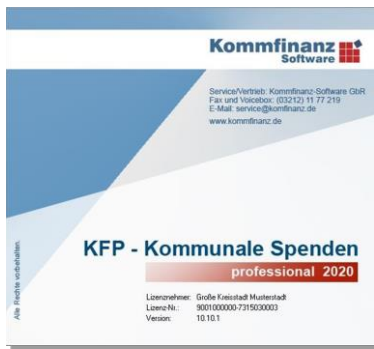 Kommfinanz
Software
Service/Vertrieb: Kommfinanz-Software GbR
Fax und Voicebox: (03212) 11 77 219
E-Mail: service@komfinanz.de
www.kommfinanz.de
KFP - Kommunale Spenden
professional 2020
Lizenznehmer: Große Kreisstadt Musterstadt
Lizenz-Nr.: 9001000000-7315030003
Version: 10.10.1
Alle Rechte vorbehalten.